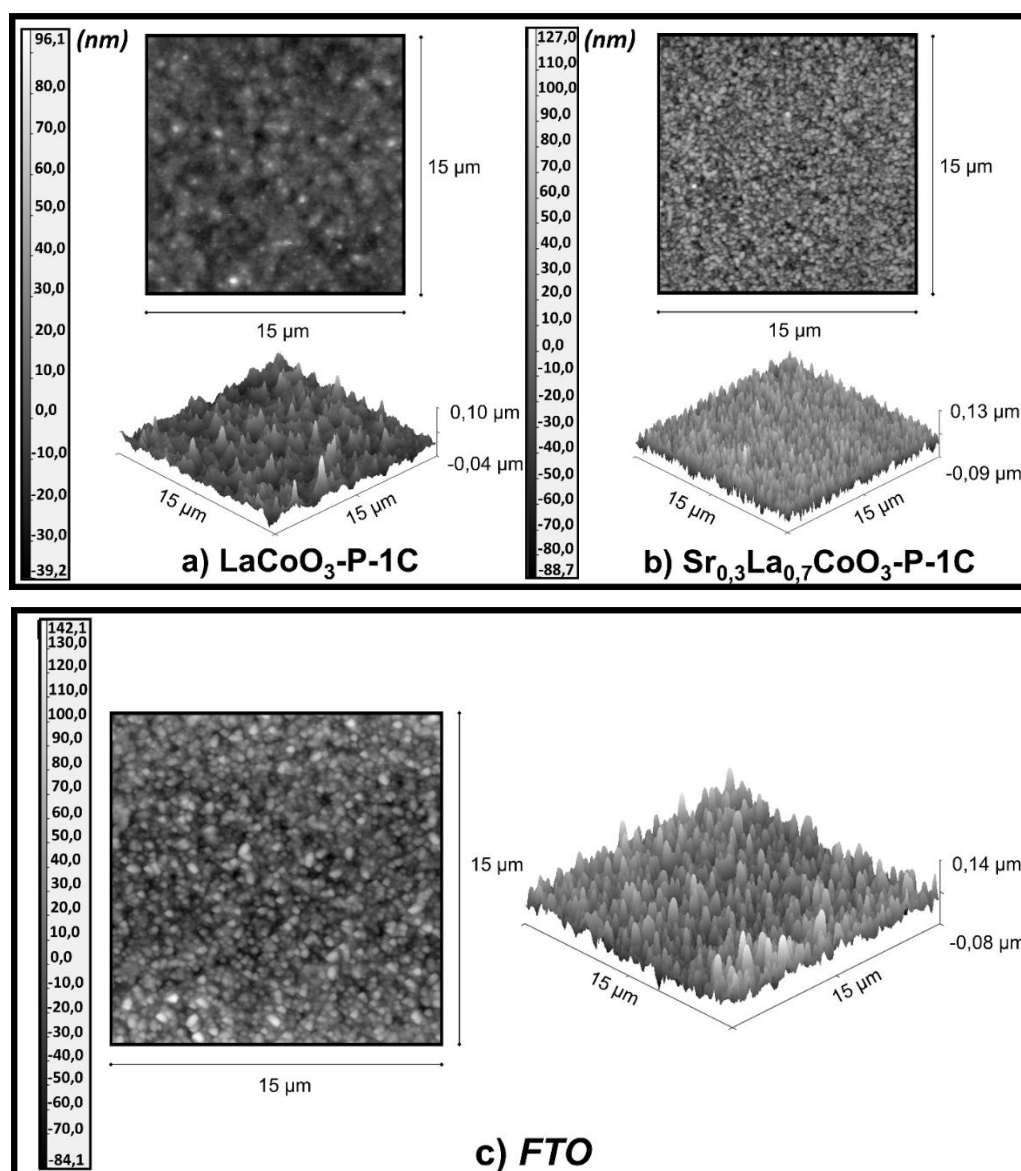 96,1
(nm)
80,0
70,0
60,0
50,0
40,0
30,0
20,0
10,0
0,0
-10,0
-20,0
-30,0
-39,2
15 µm
15 µm
0,10 µm
-0,04 µm
15 µm
15 µm
a) LaCoO₃-P-1C
127,0
(nm)
110,0
100,0
90,0
80,0
70,0
60,0
50,0
40,0
30,0
20,0
10,0
0,0
-10,0
-20,0
-30,0
-40,0
-50,0
-60,0
-70,0
-80,0
-88,7
15 µm
15 µm
0,13 µm
-0,09 µm
15 µm
15 µm
b) Sr₀,₃La₀,₇CoO₃-P-1C
142,1
130,0
120,0
110,0
100,0
90,0
80,0
70,0
60,0
50,0
40,0
30,0
20,0
10,0
0,0
-10,0
-20,0
-30,0
-40,0
-50,0
-60,0
-70,0
-84,1
15 µm
15 µm
0,14 µm
-0,08 µm
15 µm
15 µm
c) FTO